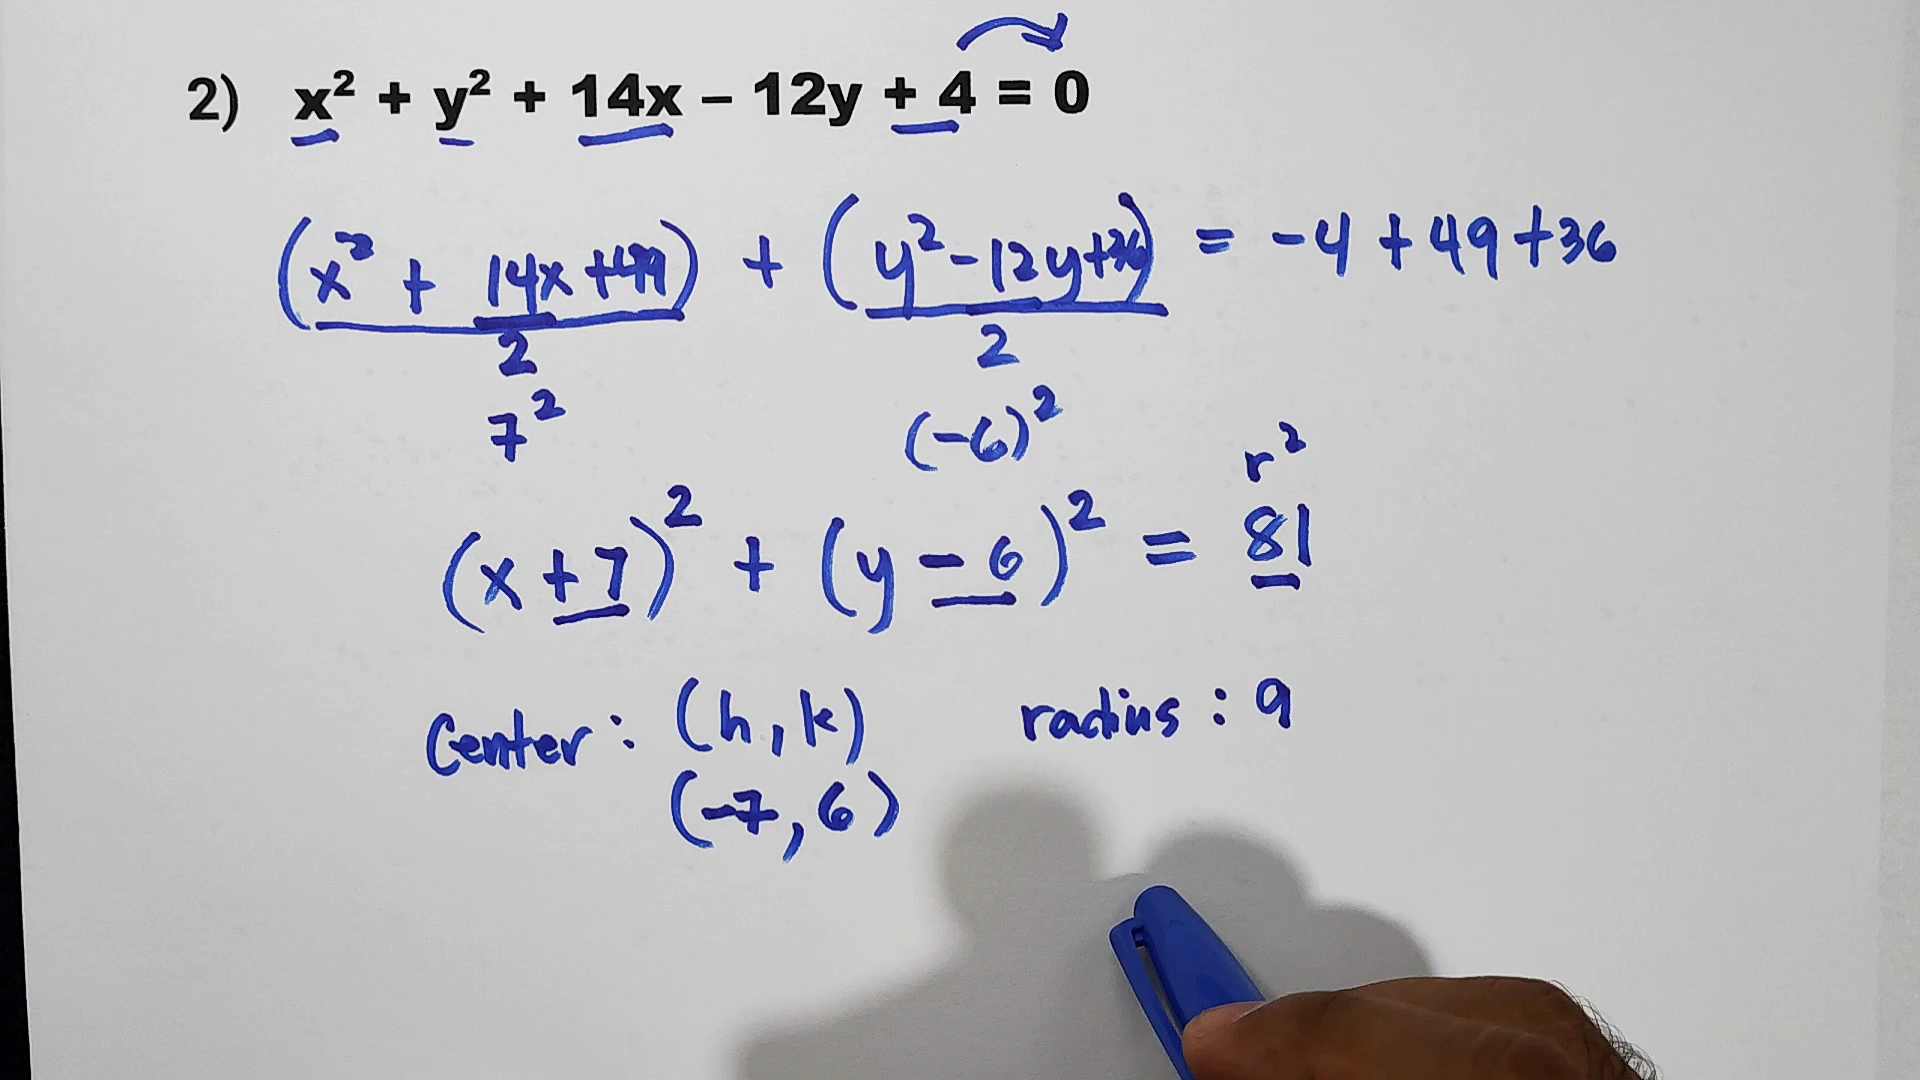 2) x² + y² + 14x – 12y + 4 = 0
(x² + 14x + 49) + (y² - 12y + 36) = -4 + 49 + 36
2 2
7² (-6)²
r²
(x + 7)² + (y - 6)² = 81
Center : (h, k) radius : 9
(-7, 6)